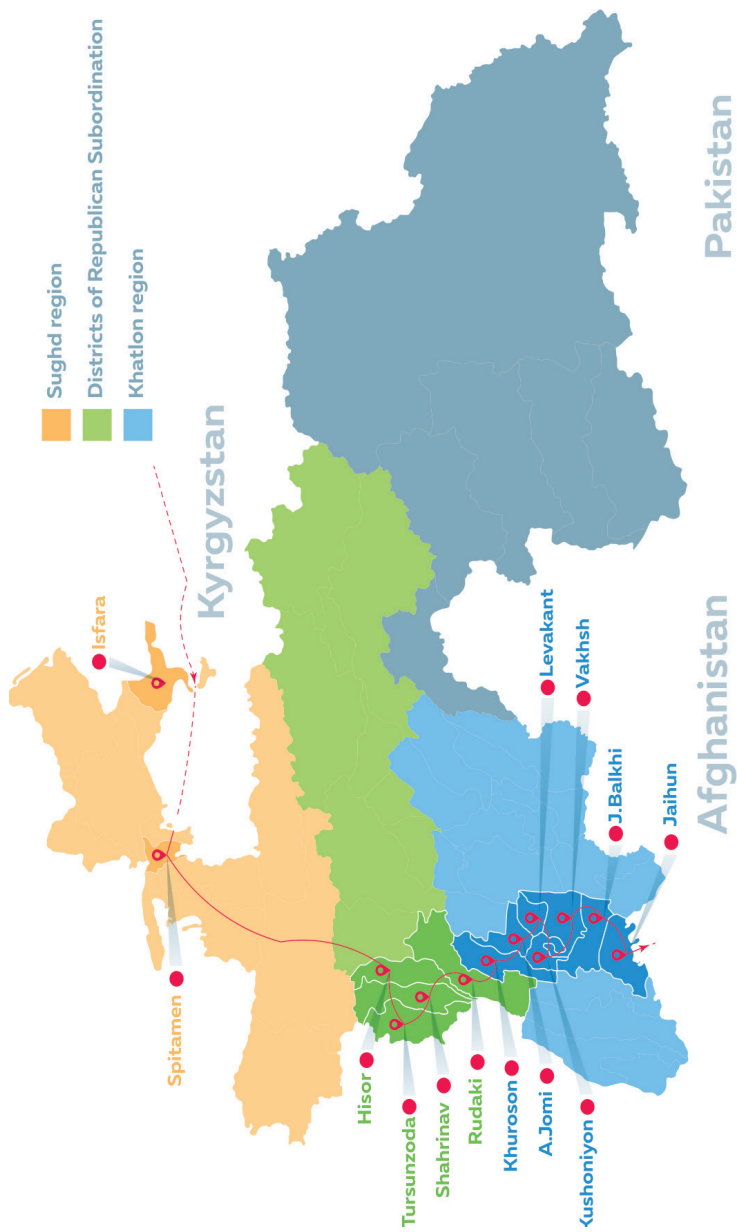 Sughd region
Districts of Republican Subordination
Khatlon region
Kyrgyzstan
Pakistan
Afghanistan
Isfara
Spitamen
Hisor
Tursunzoda
Shahrinav
Rudaki
Khuroson
A.Jomi
Kushoniyon
Levakant
Vakhsh
J.Balkhi
Jaihun